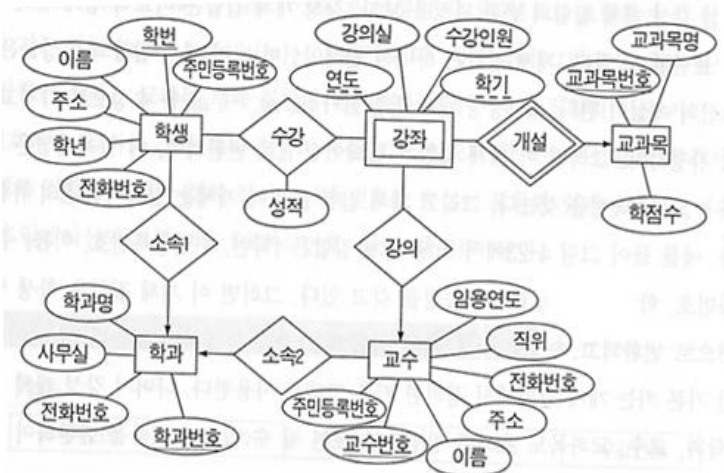 학번
이름
주민등록번호
주소
학년
전화번호
학생
수강
성적
강의실
수강인원
연도
학기
강좌
개설
교과목명
교과목번호
교과목
학점수
소속1
강의
학과명
사무실
전화번호
학과번호
학과
소속2
교수
임용연도
직위
전화번호
주소
이름
교수번호
주민등록번호